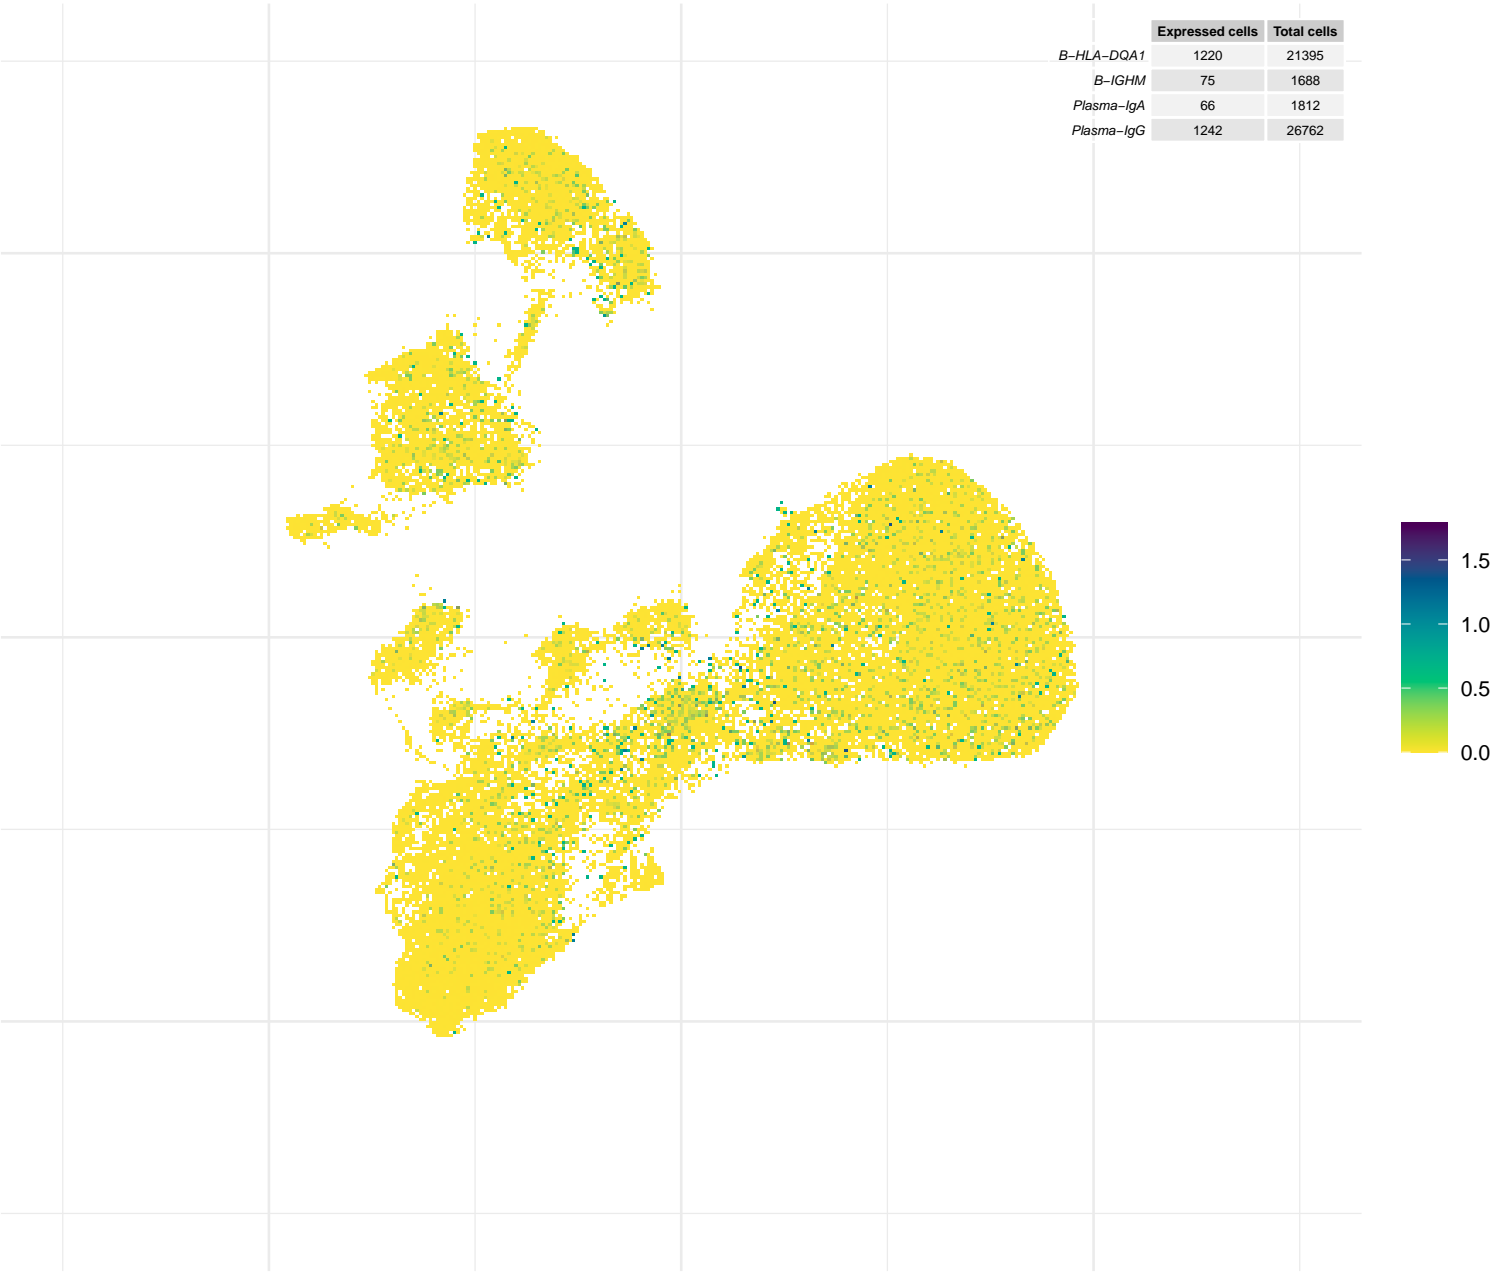 Expressed cells Total cells
B−HLA−DQA1 1220 21395
B−IGHM 75 1688
Plasma−IgA 66 1812
Plasma−IgG 1242 26762
1.5
1.0
0.5
0.0